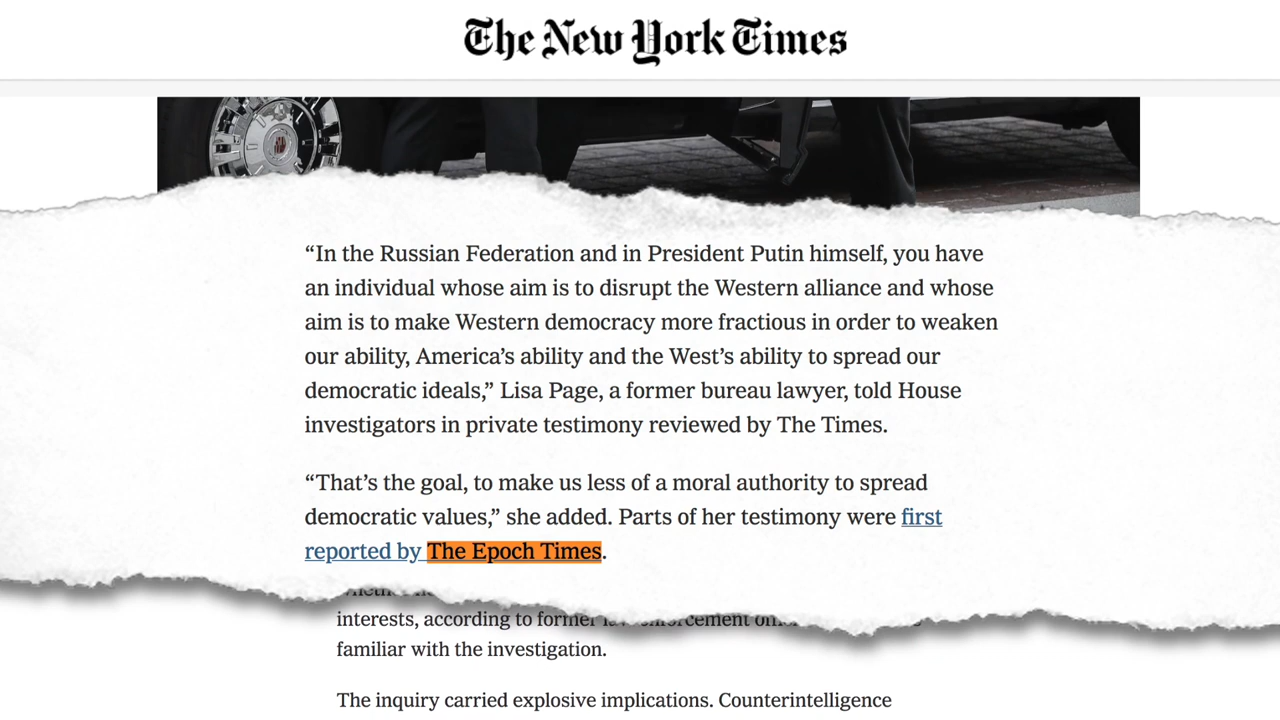 The New York Times
“In the Russian Federation and in President Putin himself, you have
an individual whose aim is to disrupt the Western alliance and whose
aim is to make Western democracy more fractious in order to weaken
our ability, America’s ability and the West’s ability to spread our
democratic ideals,” Lisa Page, a former bureau lawyer, told House
investigators in private testimony reviewed by The Times.
“That’s the goal, to make us less of a moral authority to spread
democratic values,” she added. Parts of her testimony were first
reported by The Epoch Times.
interests, according to former
familiar with the investigation.
The inquiry carried explosive implications. Counterintelligence